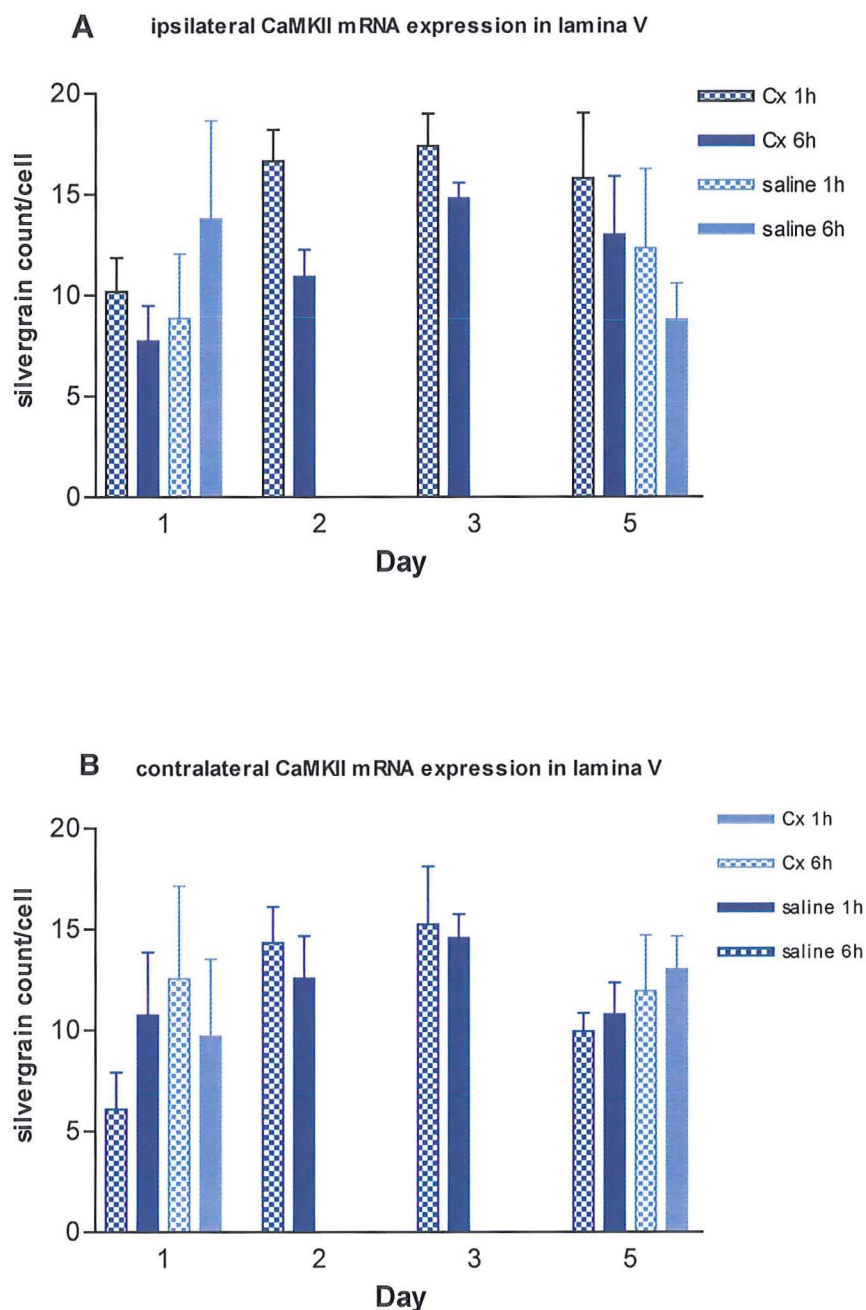 A ipsilateral CaMKII mRNA expression in lamina V
Cx 1h
Cx 6h
saline 1h
saline 6h
silvergrain count/cell
20
15
10
5
0
1 2 3 5
Day
B contralateral CaMKII mRNA expression in lamina V
Cx 1h
Cx 6h
saline 1h
saline 6h
silvergrain count/cell
20
15
10
5
0
1 2 3 5
Day